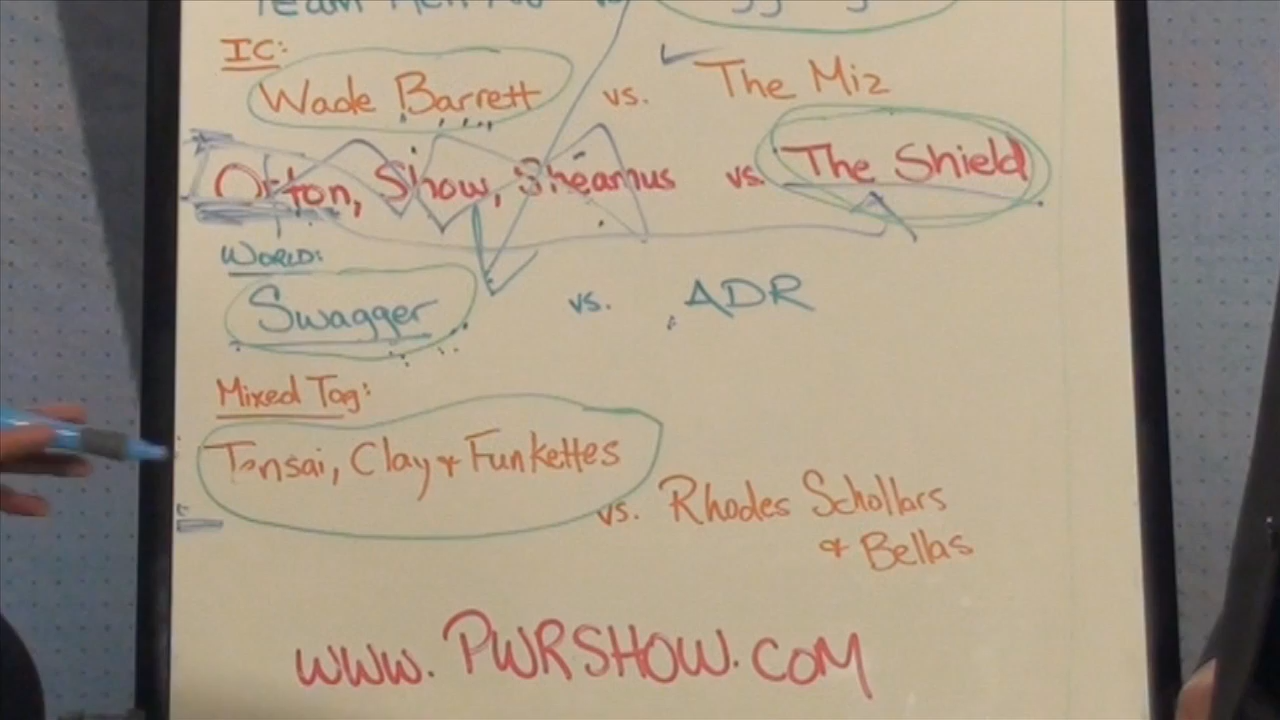 TEAM
IC:
Wade Barrett vs. The Miz
Orton, Show, Sheamus vs. The Shield
WORLD:
Swagger vs. ADR
Mixed Tag:
Tensai, Clay + Funkettes
vs. Rhodes Schollars
+ Bellas
www.PWRSHOW.COM